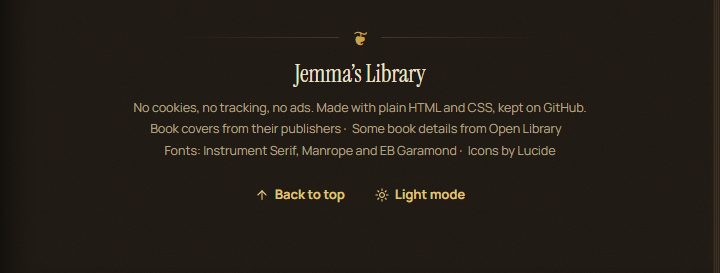 Jemma’s Library
No cookies, no tracking, no ads. Made with plain HTML and CSS, kept on GitHub.
Book covers from their publishers · Some book details from Open Library
Fonts: Instrument Serif, Manrope and EB Garamond · Icons by Lucide
Back to top
Light mode